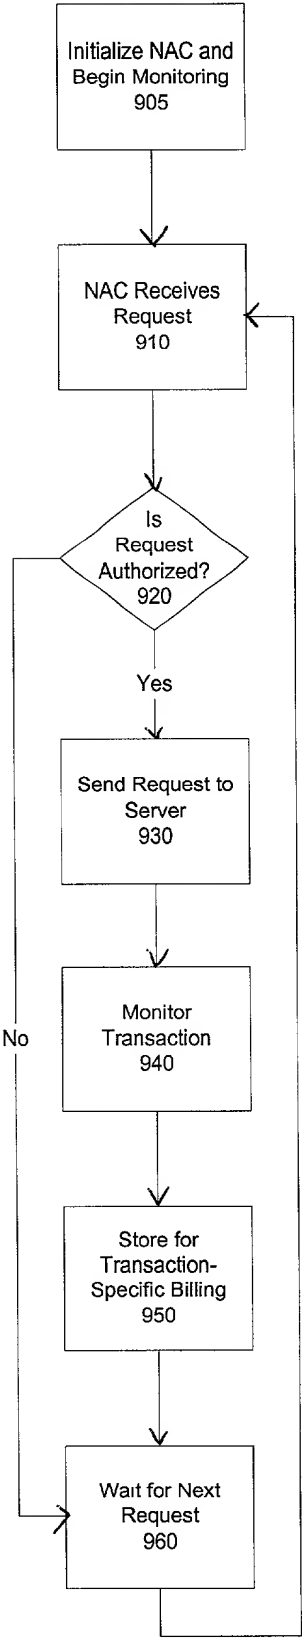 Initialize NAC and
Begin Monitoring
905
NAC Receives
Request
910
Is
Request
Authorized?
920
Yes
Send Request to
Server
930
No
Monitor
Transaction
940
Store for
Transaction-
Specific Billing
950
Wait for Next
Request
960